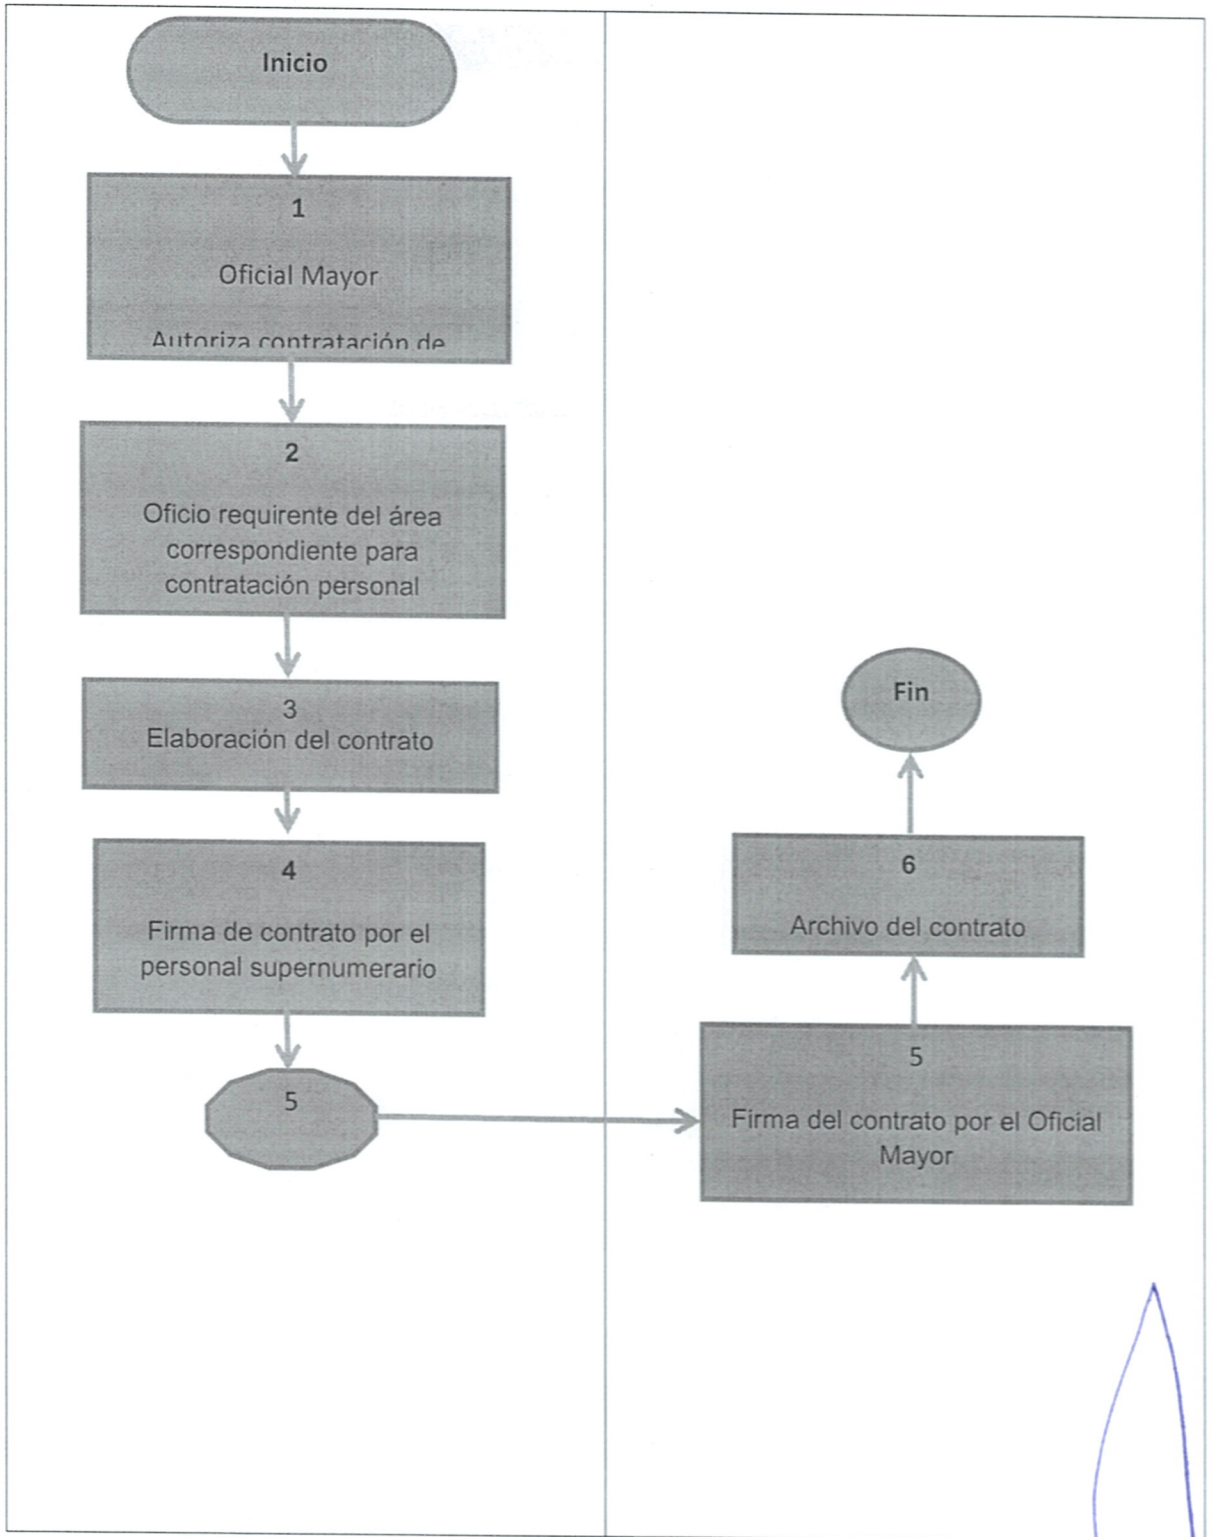 Inicio
1
Oficial Mayor
Autoriza contratación de
2
Oficio requirente del área
correspondiente para
contratación personal
3
Elaboración del contrato
4
Firma de contrato por el
personal supernumerario
5
5
Firma del contrato por el Oficial
Mayor
6
Archivo del contrato
Fin